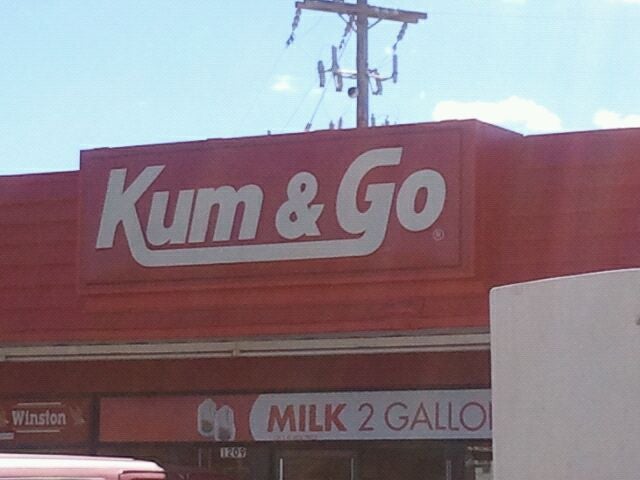 Kum & Go
®
Winston
MILK 2 GALLO
1209